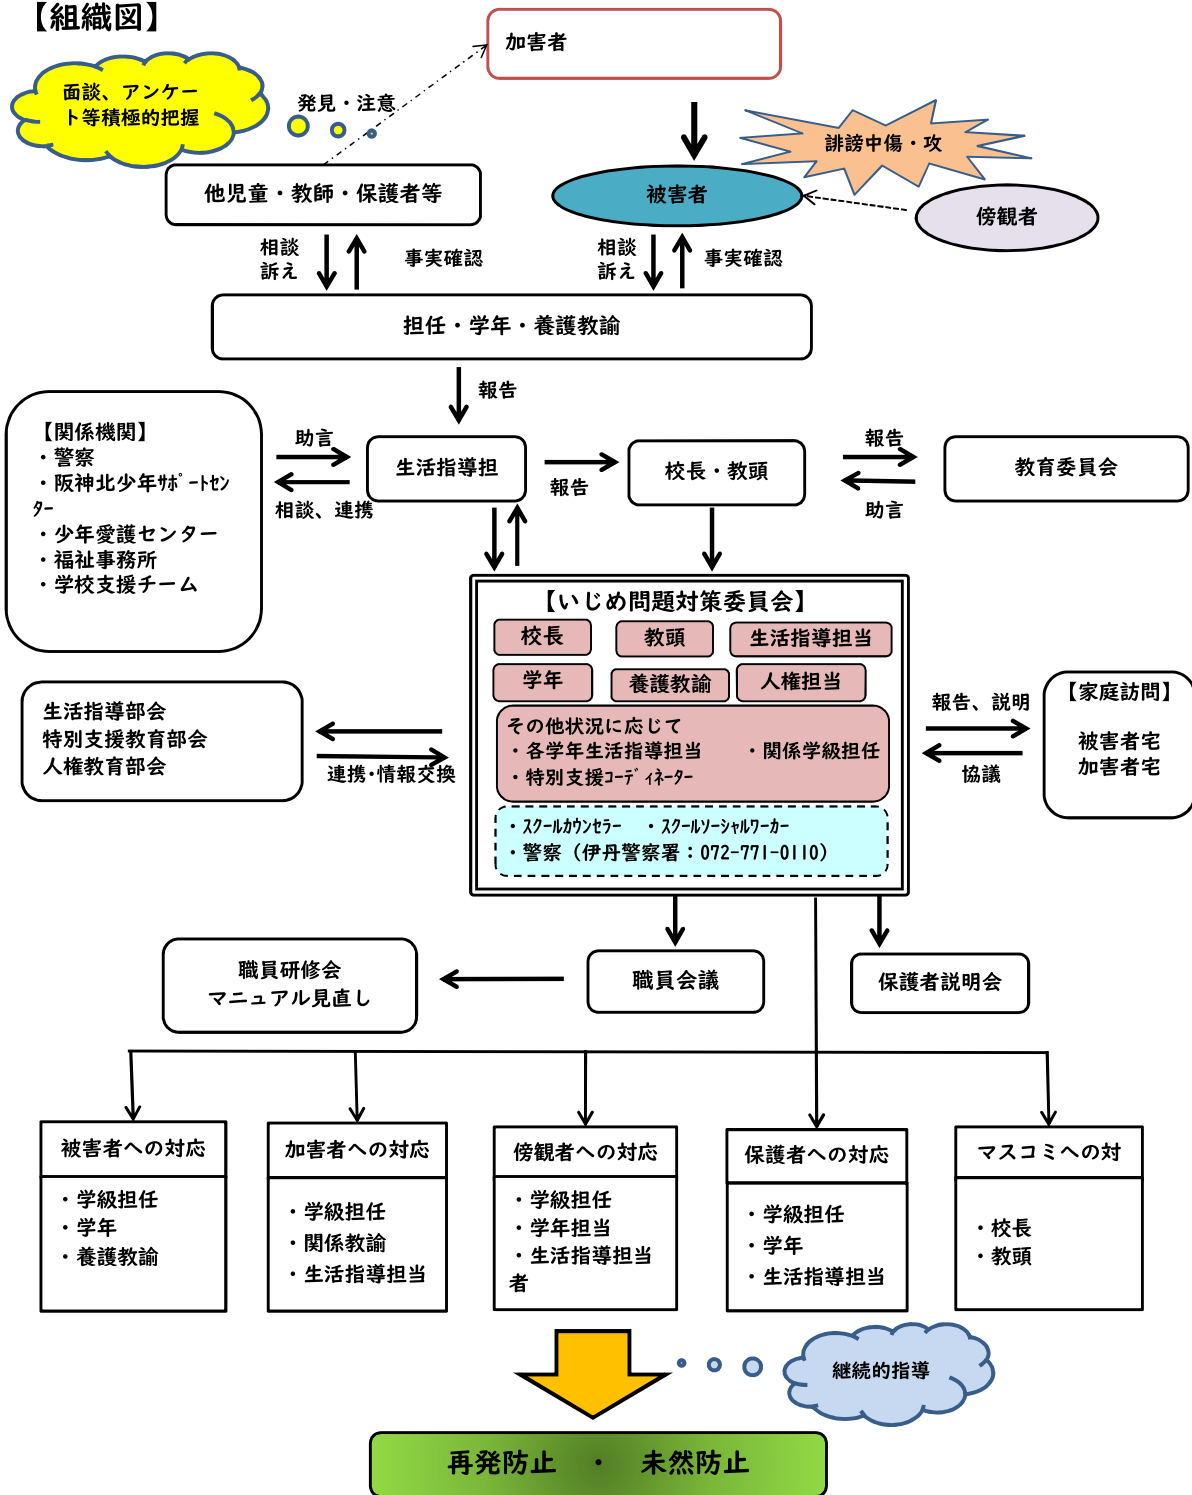 【組織図】
加害者
面談、アンケー
ト等積極的把握
発見・注意
誹謗中傷・攻
他児童・教師・保護者等
被害者
傍観者
相談
訴え
事実確認
相談
訴え
事実確認
担任・学年・養護教諭
報告
【関係機関】
・警察
・阪神北少年ｻﾎﾟｰﾄｾﾝ
ﾀｰ
・少年愛護センター
・福祉事務所
・学校支援チーム
助言
相談、連携
生活指導担
報告
校長・教頭
報告
助言
教育委員会
【いじめ問題対策委員会】
校長
教頭
生活指導担当
学年
養護教諭
人権担当
その他状況に応じて
・各学年生活指導担当　・関係学級担任
・特別支援ｺｰﾃﾞｨﾈｰﾀｰ
・ｽｸｰﾙｶｳﾝｾﾗｰ　・ｽｸｰﾙｿｰｼｬﾙﾜｰｶｰ
・警察（伊丹警察署：072-771-0110）
生活指導部会
特別支援教育部会
人権教育部会
連携・情報交換
報告、説明
協議
【家庭訪問】
被害者宅
加害者宅
職員研修会
マニュアル見直し
職員会議
保護者説明会
被害者への対応
・学級担任
・学年
・養護教諭
加害者への対応
・学級担任
・関係教諭
・生活指導担当
傍観者への対応
・学級担任
・学年担当
・生活指導担当
者
保護者への対応
・学級担任
・学年
・生活指導担当
マスコミへの対
・校長
・教頭
継続的指導
再発防止　・　未然防止